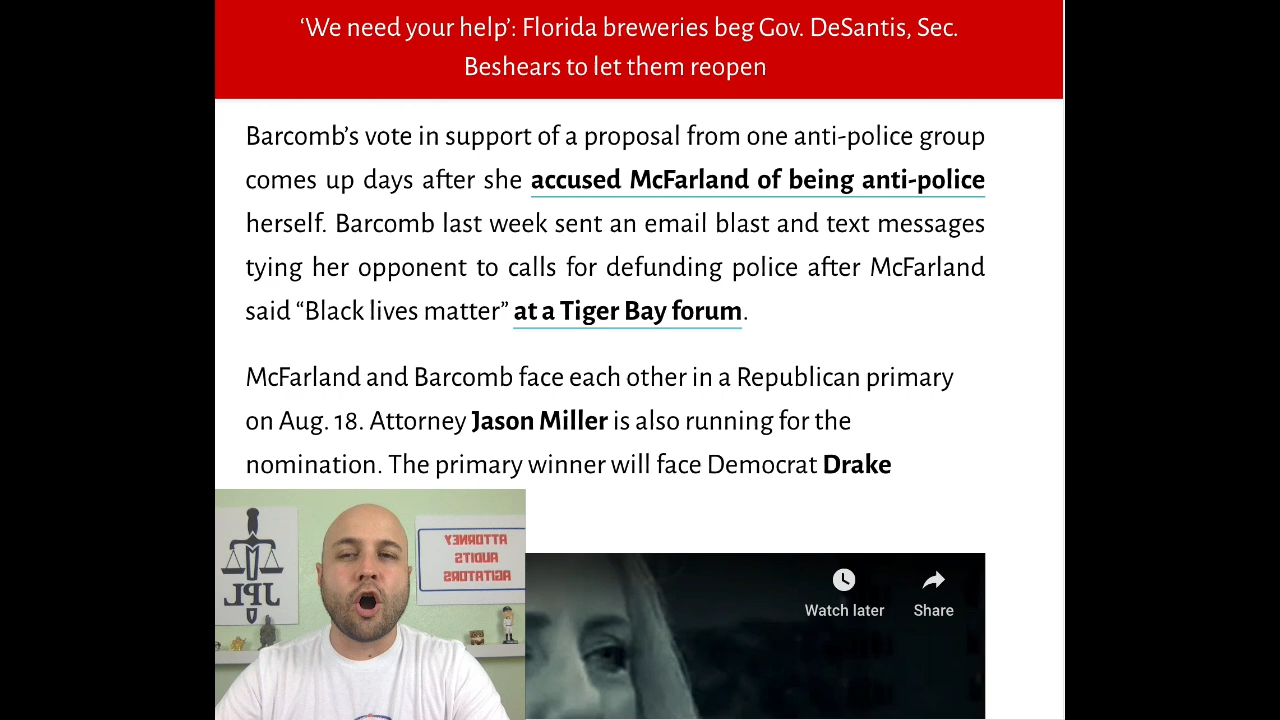 ‘We need your help’: Florida breweries beg Gov. DeSantis, Sec.
Beshears to let them reopen
Barcomb’s vote in support of a proposal from one anti-police group
comes up days after she accused McFarland of being anti-police
herself. Barcomb last week sent an email blast and text messages
tying her opponent to calls for defunding police after McFarland
said “Black lives matter” at a Tiger Bay forum.
McFarland and Barcomb face each other in a Republican primary
on Aug. 18. Attorney Jason Miller is also running for the
nomination. The primary winner will face Democrat Drake
JPL
ATTORNEY
AUDITS
AGITATORS
Watch later
Share